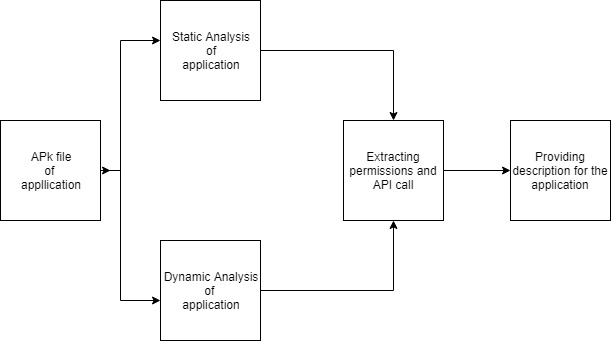 Static Analysis
of
application
APk file
of
appllication
Extracting
permissions and
API call
Providing
description for the
application
Dynamic Analysis
of
application